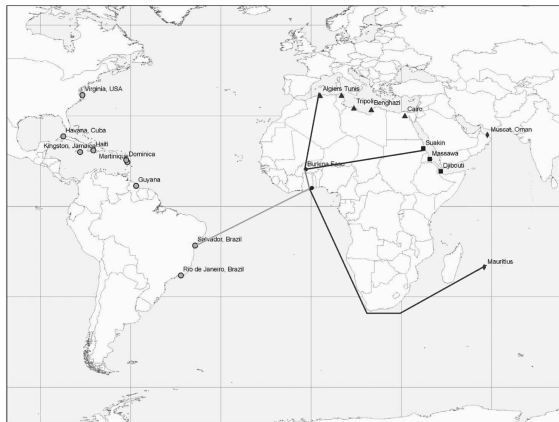 Virginia, USA
Algiers Tunis
Tripoli
Benghazi
Cairo
Havana, Cuba
Haiti
Kingston, Jamaica
Martinique
Dominica
Muscat, Oman
Suakin
Massawa
Burkina Faso
Djibouti
Guyana
Salvador, Brazil
Rio de Janeiro, Brazil
Mauritius